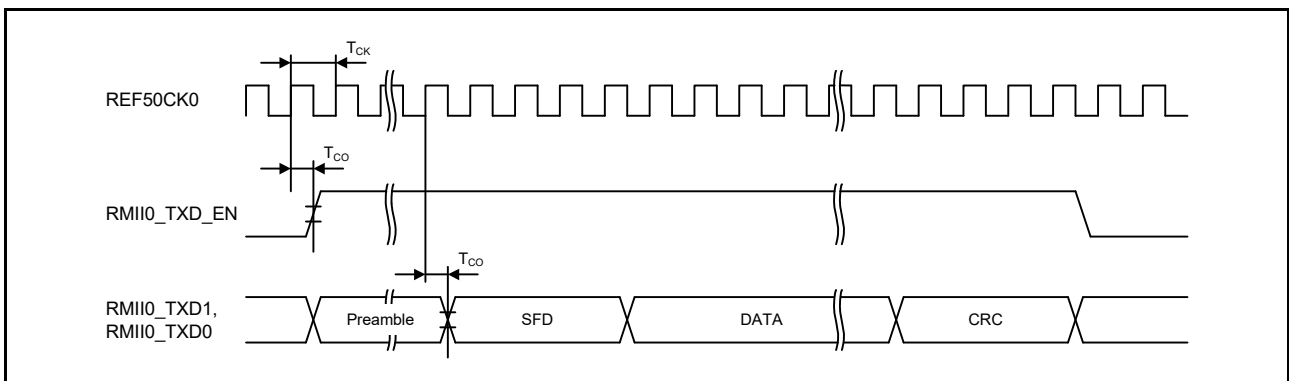 TCK
REF50CK0
TCO
RMII0_TXD_EN
TCO
RMII0_TXD1,
RMII0_TXD0
Preamble
SFD
DATA
CRC